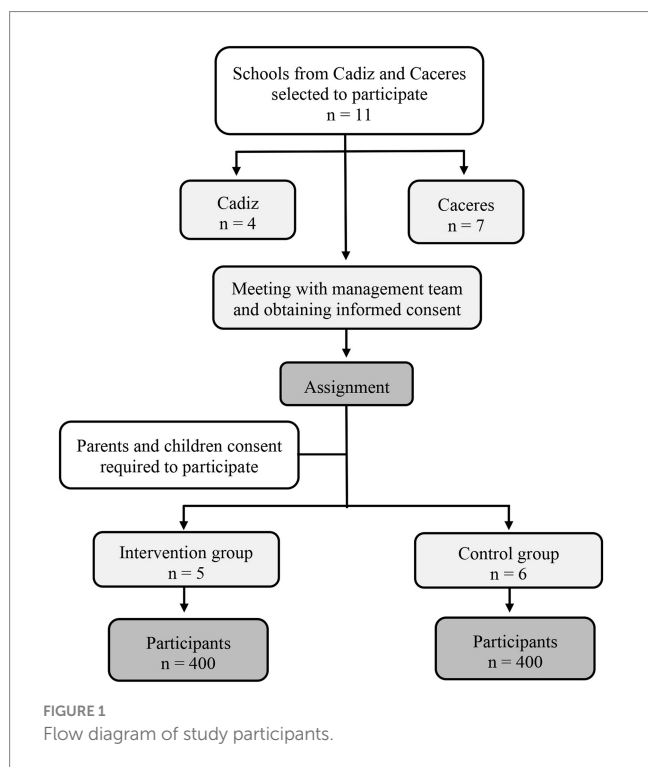 Schools from Cadiz and Caceres
selected to participate
n = 11
Cadiz
n = 4
Caceres
n = 7
Meeting with management team
and obtaining informed consent
Assignment
Parents and children consent
required to participate
Intervention group
n = 5
Control group
n = 6
Participants
n = 400
Participants
n = 400
FIGURE 1
Flow diagram of study participants.